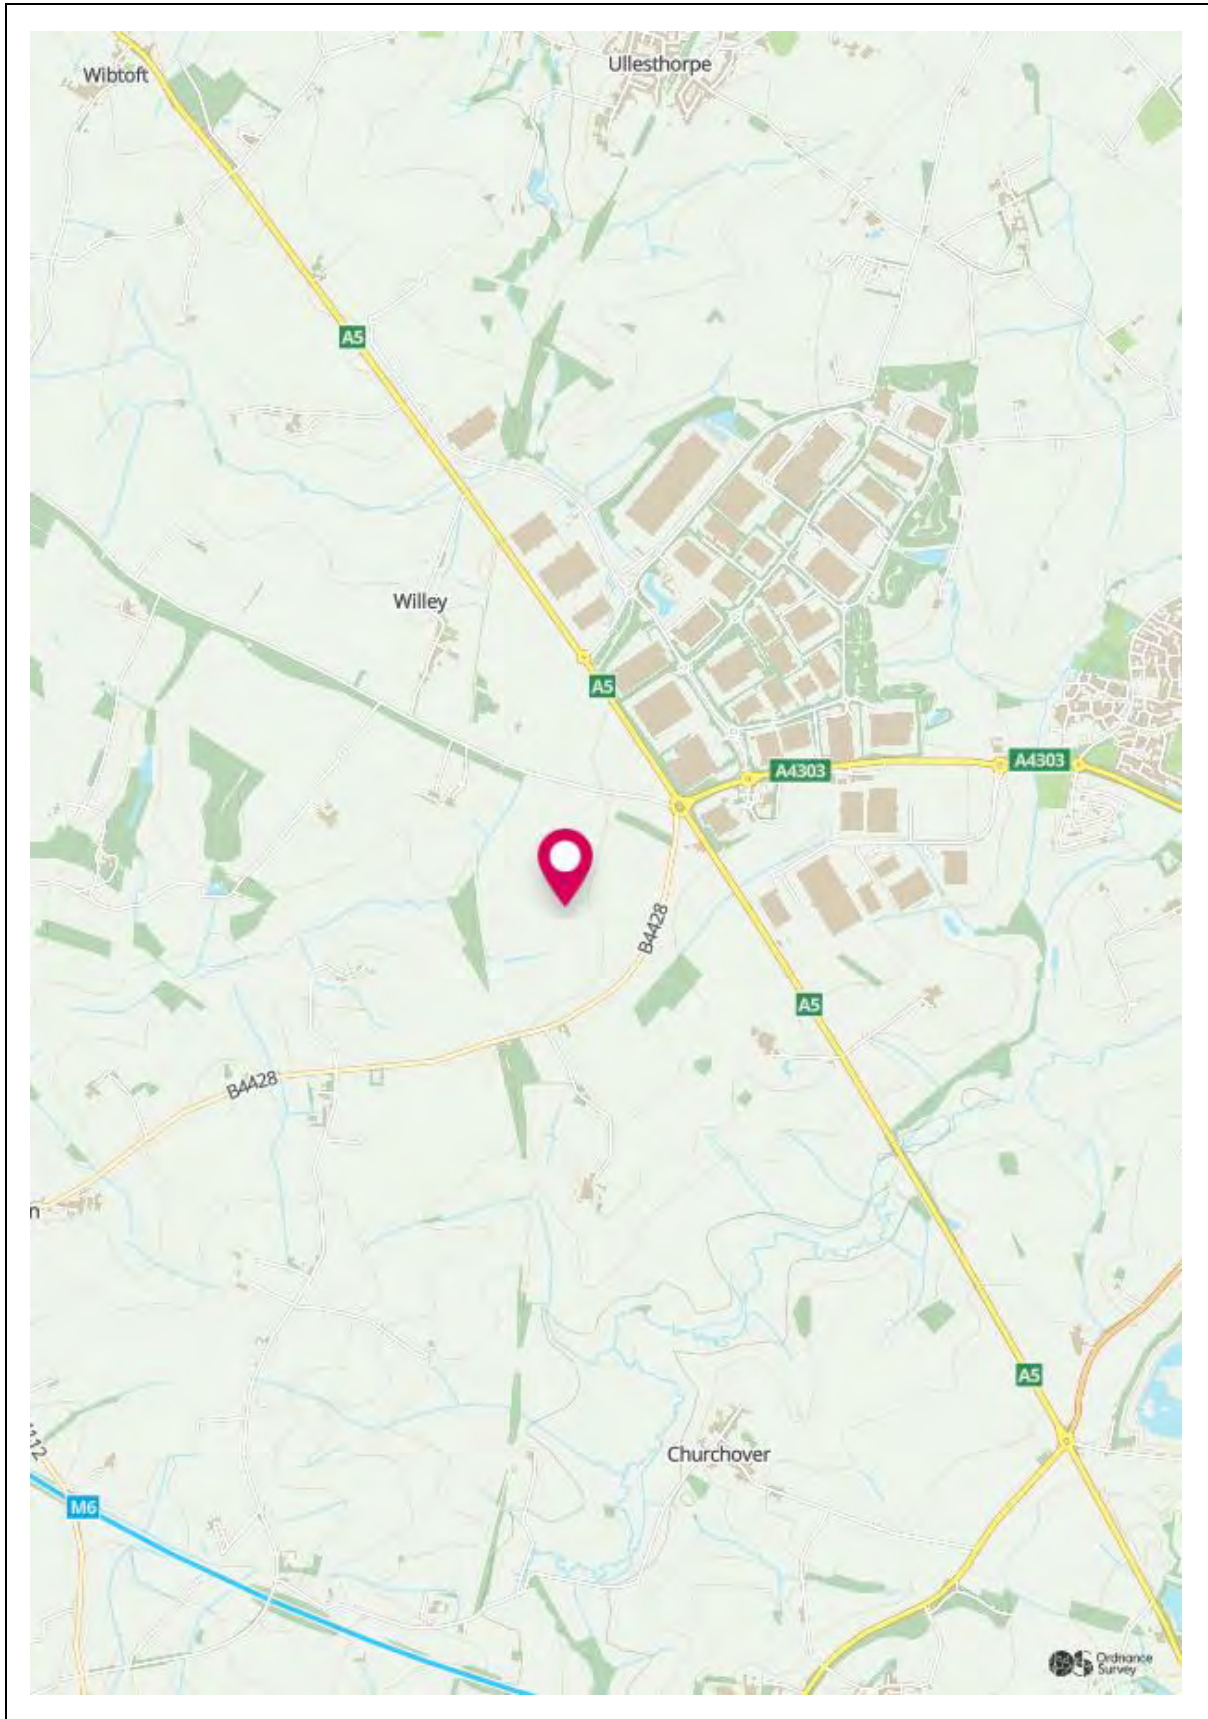 Wibtoft
Ullesthorpe
A5
Willey
A5
A4303
A4303
B4428
A5
B4428
n
A5
Churchover
M6
Ordnance
Survey